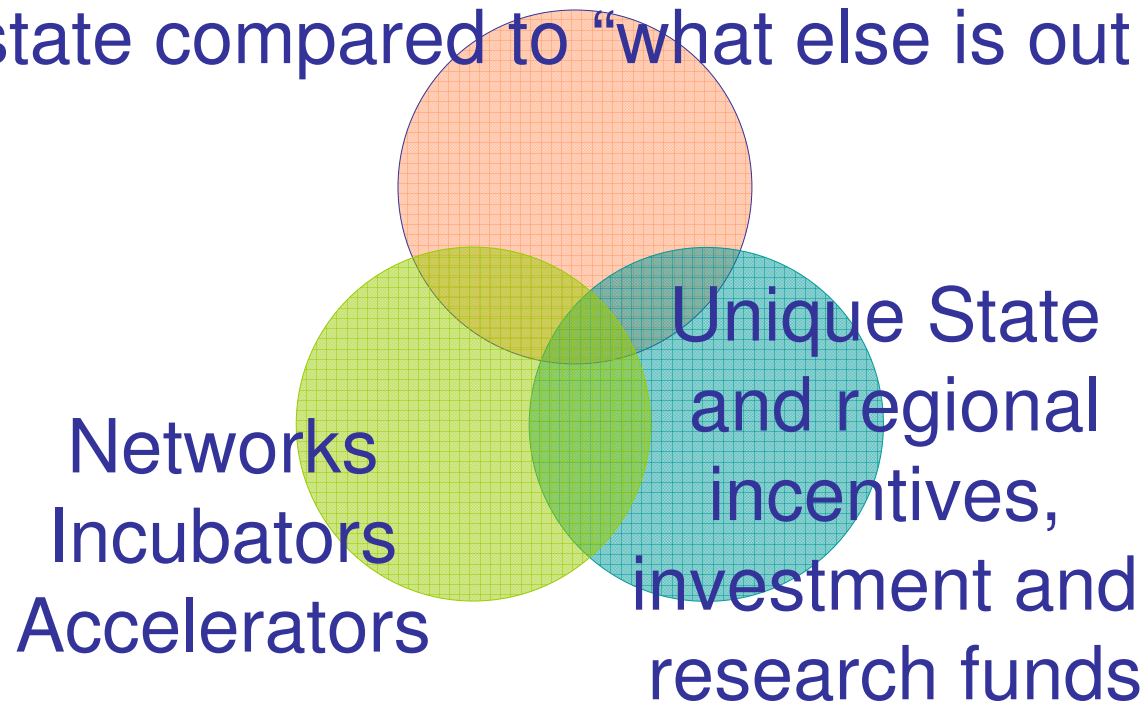 state compared to “what else is out
Unique State
and regional
incentives,
investment and
research funds
Networks
Incubators
Accelerators